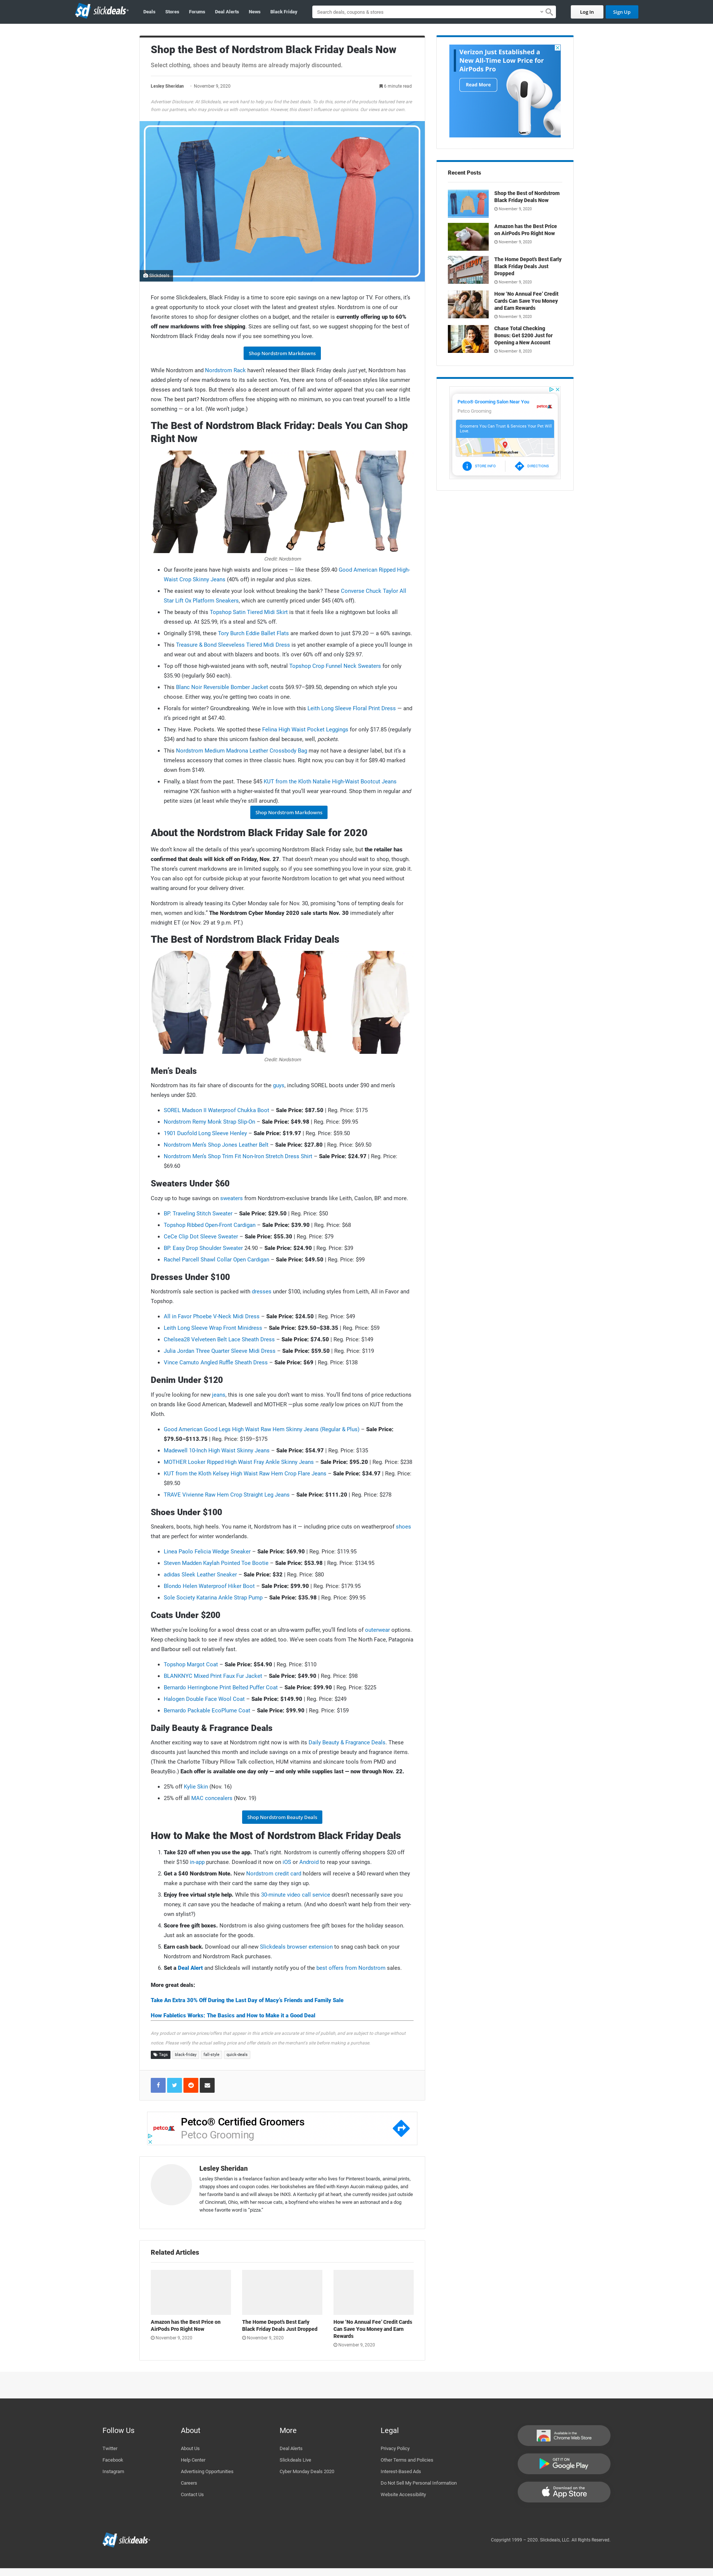 slickdeals
Deals Stores Forums Deal Alerts News Black Friday
Search deals, coupons & stores
Log In Sign Up
Shop the Best of Nordstrom Black Friday Deals Now
Select clothing, shoes and beauty items are already majorly discounted.
Lesley Sheridan · November 9, 2020
6 minute read
Advertiser Disclosure: At Slickdeals, we work hard to help you find the best deals. To do this, some of the products featured here are from our partners, who may provide us with compensation. However, this doesn't influence our opinions. Our views are our own.
Slickdeals
For some Slickdealers, Black Friday is a time to score epic savings on a new laptop or TV. For others, it's
a great opportunity to stock your closet with the latest and greatest styles. Nordstrom is one of our
favorite stores to shop for designer clothes on a budget, and the retailer is currently offering up to 60%
off new markdowns with free shipping. Sizes are selling out fast, so we suggest shopping for the best of
Nordstrom Black Friday deals now if you see something you love.
Shop Nordstrom Markdowns
While Nordstrom and Nordstrom Rack haven't released their final Black Friday deals just yet, Nordstrom has
added plenty of new markdowns to its sale section. Yes, there are tons of off-season styles like summer
dresses and tank tops. But there's also a decent amount of fall and winter apparel that you can wear right
now. The best part? Nordstrom offers free shipping with no minimum, so you can treat yourself to a little
something — or a lot. (We won't judge.)
The Best of Nordstrom Black Friday: Deals You Can Shop
Right Now
Credit: Nordstrom
Our favorite jeans have high waists and low prices — like these $59.40 Good American Ripped High-
Waist Crop Skinny Jeans (40% off) in regular and plus sizes.
The easiest way to elevate your look without breaking the bank? These Converse Chuck Taylor All
Star Lift Ox Platform Sneakers, which are currently priced under $45 (40% off).
The beauty of this Topshop Satin Tiered Midi Skirt is that it feels like a nightgown but looks all
dressed up. At $25.99, it's a steal and 52% off.
Originally $198, these Tory Burch Eddie Ballet Flats are marked down to just $79.20 — a 60% savings.
This Treasure & Bond Sleeveless Tiered Midi Dress is yet another example of a piece you'll lounge in
and wear out and about with blazers and boots. It's over 60% off and only $29.97.
Top off those high-waisted jeans with soft, neutral Topshop Crop Funnel Neck Sweaters for only
$35.90 (regularly $60 each).
This Blanc Noir Reversible Bomber Jacket costs $69.97–$89.50, depending on which style you
choose. Either way, you're getting two coats in one.
Florals for winter? Groundbreaking. We're in love with this Leith Long Sleeve Floral Print Dress — and
it's priced right at $47.40.
They. Have. Pockets. We spotted these Felina High Waist Pocket Leggings for only $17.85 (regularly
$34) and had to share this unicorn fashion deal because, well, pockets.
This Nordstrom Medium Madrona Leather Crossbody Bag may not have a designer label, but it's a
timeless accessory that comes in three classic hues. Right now, you can buy it for $89.40 marked
down from $149.
Finally, a blast from the past. These $45 KUT from the Kloth Natalie High-Waist Bootcut Jeans
reimagine Y2K fashion with a higher-waisted fit that you'll wear year-round. Shop them in regular and
petite sizes (at least while they're still around).
Shop Nordstrom Markdowns
About the Nordstrom Black Friday Sale for 2020
We don't know all the details of this year's upcoming Nordstrom Black Friday sale, but the retailer has
confirmed that deals will kick off on Friday, Nov. 27. That doesn't mean you should wait to shop, though.
The store's current markdowns are in limited supply, so if you see something you love in your size, grab it.
You can also opt for curbside pickup at your favorite Nordstrom location to get what you need without
waiting around for your delivery driver.
Nordstrom is already teasing its Cyber Monday sale for Nov. 30, promising "tons of tempting deals for
men, women and kids." The Nordstrom Cyber Monday 2020 sale starts Nov. 30 immediately after
midnight ET (or Nov. 29 at 9 p.m. PT.)
The Best of Nordstrom Black Friday Deals
Credit: Nordstrom
Men's Deals
Nordstrom has its fair share of discounts for the guys, including SOREL boots under $90 and men's
henleys under $20.
SOREL Madson II Waterproof Chukka Boot – Sale Price: $87.50 | Reg. Price: $175
Nordstrom Remy Monk Strap Slip-On – Sale Price: $49.98 | Reg. Price: $99.95
1901 Duofold Long Sleeve Henley – Sale Price: $19.97 | Reg. Price: $59.50
Nordstrom Men's Shop Jones Leather Belt – Sale Price: $27.80 | Reg. Price: $69.50
Nordstrom Men's Shop Trim Fit Non-Iron Stretch Dress Shirt – Sale Price: $24.97 | Reg. Price:
$69.60
Sweaters Under $60
Cozy up to huge savings on sweaters from Nordstrom-exclusive brands like Leith, Caslon, BP. and more.
BP. Traveling Stitch Sweater – Sale Price: $29.50 | Reg. Price: $50
Topshop Ribbed Open-Front Cardigan – Sale Price: $39.90 | Reg. Price: $68
CeCe Clip Dot Sleeve Sweater – Sale Price: $55.30 | Reg. Price: $79
BP. Easy Drop Shoulder Sweater 24.90 – Sale Price: $24.90 | Reg. Price: $39
Rachel Parcell Shawl Collar Open Cardigan – Sale Price: $49.50 | Reg. Price: $99
Dresses Under $100
Nordstrom's sale section is packed with dresses under $100, including styles from Leith, All in Favor and
Topshop.
All in Favor Phoebe V-Neck Midi Dress – Sale Price: $24.50 | Reg. Price: $49
Leith Long Sleeve Wrap Front Minidress – Sale Price: $29.50–$38.35 | Reg. Price: $59
Chelsea28 Velveteen Belt Lace Sheath Dress – Sale Price: $74.50 | Reg. Price: $149
Julia Jordan Three Quarter Sleeve Midi Dress – Sale Price: $59.50 | Reg. Price: $119
Vince Camuto Angled Ruffle Sheath Dress – Sale Price: $69 | Reg. Price: $138
Denim Under $120
If you're looking for new jeans, this is one sale you don't want to miss. You'll find tons of price reductions
on brands like Good American, Madewell and MOTHER —plus some really low prices on KUT from the
Kloth.
Good American Good Legs High Waist Raw Hem Skinny Jeans (Regular & Plus) – Sale Price:
$79.50–$113.75 | Reg. Price: $159–$175
Madewell 10-Inch High Waist Skinny Jeans – Sale Price: $54.97 | Reg. Price: $135
MOTHER Looker Ripped High Waist Fray Ankle Skinny Jeans – Sale Price: $95.20 | Reg. Price: $238
KUT from the Kloth Kelsey High Waist Raw Hem Crop Flare Jeans – Sale Price: $34.97 | Reg. Price:
$89.50
TRAVE Vivienne Raw Hem Crop Straight Leg Jeans – Sale Price: $111.20 | Reg. Price: $278
Shoes Under $100
Sneakers, boots, high heels. You name it, Nordstrom has it — including price cuts on weatherproof shoes
that are perfect for winter wonderlands.
Linea Paolo Felicia Wedge Sneaker – Sale Price: $69.90 | Reg. Price: $119.95
Steven Madden Kaylah Pointed Toe Bootie – Sale Price: $53.98 | Reg. Price: $134.95
adidas Sleek Leather Sneaker – Sale Price: $32 | Reg. Price: $80
Blondo Helen Waterproof Hiker Boot – Sale Price: $99.90 | Reg. Price: $179.95
Sole Society Katarina Ankle Strap Pump – Sale Price: $35.98 | Reg. Price: $99.95
Coats Under $200
Whether you're looking for a wool dress coat or an ultra-warm puffer, you'll find lots of outerwear options.
Keep checking back to see if new styles are added, too. We've seen coats from The North Face, Patagonia
and Barbour sell out relatively fast.
Topshop Margot Coat – Sale Price: $54.90 | Reg. Price: $110
BLANKNYC Mixed Print Faux Fur Jacket – Sale Price: $49.90 | Reg. Price: $98
Bernardo Herringbone Print Belted Puffer Coat – Sale Price: $99.90 | Reg. Price: $225
Halogen Double Face Wool Coat – Sale Price: $149.90 | Reg. Price: $249
Bernardo Packable EcoPlume Coat – Sale Price: $99.90 | Reg. Price: $159
Daily Beauty & Fragrance Deals
Another exciting way to save at Nordstrom right now is with its Daily Beauty & Fragrance Deals. These
discounts just launched this month and include savings on a mix of prestige beauty and fragrance items.
(Think the Charlotte Tilbury Pillow Talk collection, HUM vitamins and skincare tools from PMD and
BeautyBio.) Each offer is available one day only — and only while supplies last — now through Nov. 22.
25% off Kylie Skin (Nov. 16)
25% off all MAC concealers (Nov. 19)
Shop Nordstrom Beauty Deals
How to Make the Most of Nordstrom Black Friday Deals
1. Take $20 off when you use the app. That's right. Nordstrom is currently offering shoppers $20 off
their $150 in-app purchase. Download it now on iOS or Android to reap your savings.
2. Get a $40 Nordstrom Note. New Nordstrom credit card holders will receive a $40 reward when they
make a purchase with their card the same day they sign up.
3. Enjoy free virtual style help. While this 30-minute video call service doesn't necessarily save you
money, it can save you the headache of making a return. (And who doesn't want help from their very-
own stylist?)
4. Score free gift boxes. Nordstrom is also giving customers free gift boxes for the holiday season.
Just ask an associate for the goods.
5. Earn cash back. Download our all-new Slickdeals browser extension to snag cash back on your
Nordstrom and Nordstrom Rack purchases.
6. Set a Deal Alert and Slickdeals will instantly notify you of the best offers from Nordstrom sales.
More great deals:
Take An Extra 30% Off During the Last Day of Macy's Friends and Family Sale
How Fabletics Works: The Basics and How to Make it a Good Deal
Any product or service prices/offers that appear in this article are accurate at time of publish, and are subject to change without
notice. Please verify the actual selling price and offer details on the merchant's site before making a purchase.
Tags black-friday fall-style quick-deals
petco
Petco® Certified Groomers
Petco Grooming
Lesley Sheridan
Lesley Sheridan is a freelance fashion and beauty writer who lives for Pinterest boards, animal prints,
strappy shoes and coupon codes. Her bookshelves are filled with Kevyn Aucoin makeup guides, and
her favorite band is and will always be INXS. A Kentucky girl at heart, she currently resides just outside
of Cincinnati, Ohio, with her rescue cats, a boyfriend who wishes he were an astronaut and a dog
whose favorite word is "pizza."
Related Articles
Amazon has the Best Price on
AirPods Pro Right Now
November 9, 2020
The Home Depot's Best Early
Black Friday Deals Just Dropped
November 9, 2020
How 'No Annual Fee' Credit Cards
Can Save You Money and Earn
Rewards
November 9, 2020
Verizon Just Established a
New All-Time Low Price for
AirPods Pro
Read More
Recent Posts
Shop the Best of Nordstrom
Black Friday Deals Now
November 9, 2020
Amazon has the Best Price
on AirPods Pro Right Now
November 9, 2020
The Home Depot's Best Early
Black Friday Deals Just
Dropped
November 9, 2020
How 'No Annual Fee' Credit
Cards Can Save You Money
and Earn Rewards
November 9, 2020
Chase Total Checking
Bonus: Get $200 Just for
Opening a New Account
November 8, 2020
Petco® Grooming Salon Near You
Petco Grooming
petco
Groomers You Can Trust & Services Your Pet Will
Love.
East Wenatchee
STORE INFO DIRECTIONS
Follow Us
Twitter
Facebook
Instagram
About
About Us
Help Center
Advertising Opportunities
Careers
Contact Us
More
Deal Alerts
Slickdeals Live
Cyber Monday Deals 2020
Legal
Privacy Policy
Other Terms and Policies
Interest-Based Ads
Do Not Sell My Personal Information
Website Accessibility
Available in the
Chrome Web Store
GET IT ON
Google Play
Download on the
App Store
slickdeals
Copyright 1999 – 2020. Slickdeals, LLC. All Rights Reserved.